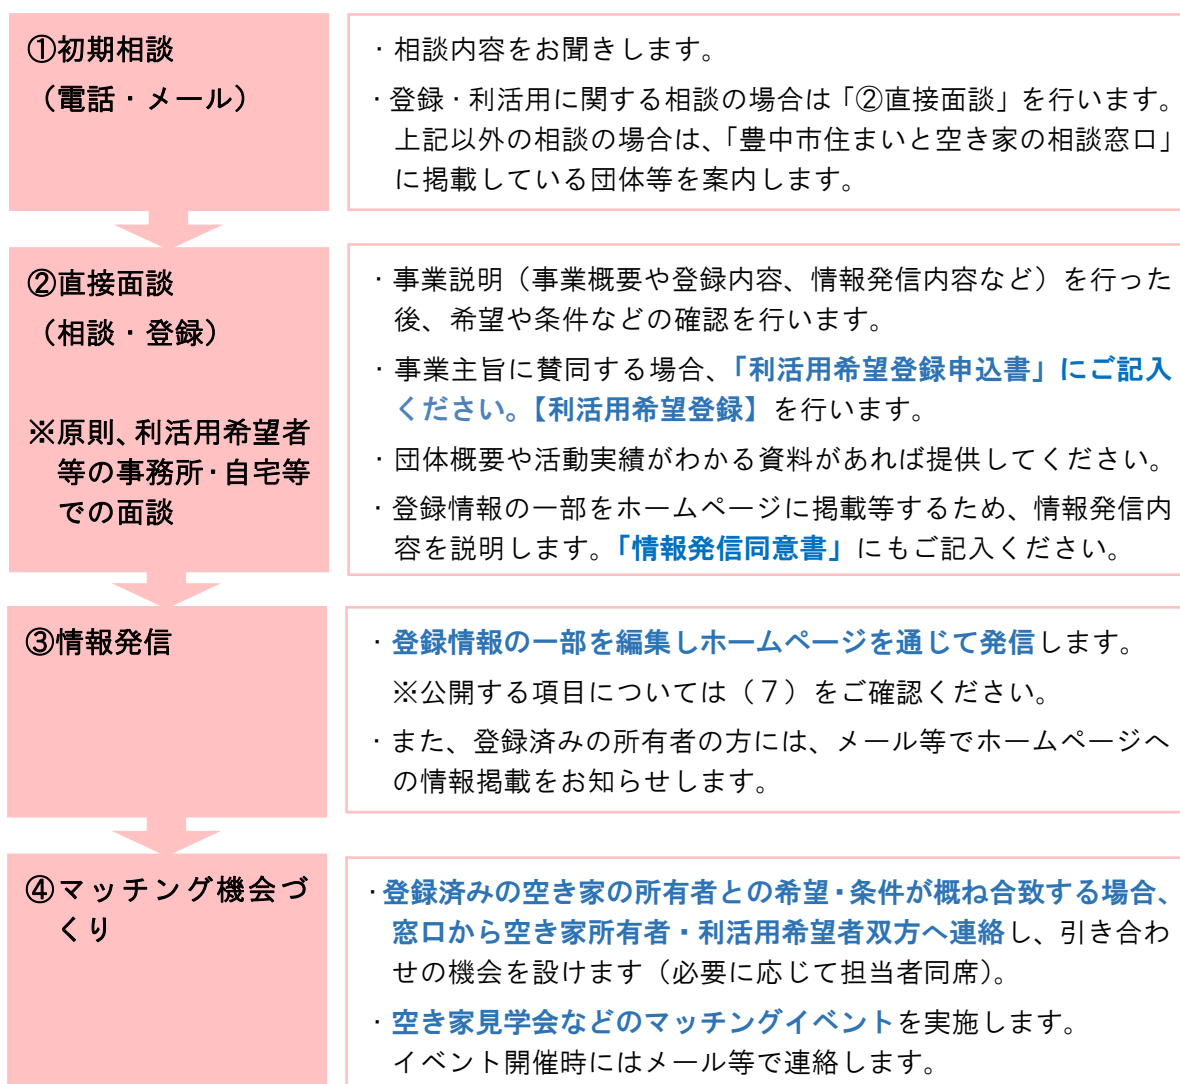 ①初期相談
（電話・メール）
・相談内容をお聞きします。
・登録・利活用に関する相談の場合は「②直接面談」を行います。
上記以外の相談の場合は、「豊中市住まいと空き家の相談窓口」
に掲載している団体等を案内します。
②直接面談
（相談・登録）
※原則、利活用希望者
等の事務所・自宅等
での面談
・事業説明（事業概要や登録内容、情報発信内容など）を行った
後、希望や条件などの確認を行います。
・事業主旨に賛同する場合、「利活用希望登録申込書」にご記入
ください。【利活用希望登録】を行います。
・団体概要や活動実績がわかる資料があれば提供してください。
・登録情報の一部をホームページに掲載等するため、情報発信内
容を説明します。「情報発信同意書」にもご記入ください。
③情報発信
・登録情報の一部を編集しホームページを通じて発信します。
※公開する項目については（７）をご確認ください。
・また、登録済みの所有者の方には、メール等でホームページへ
の情報掲載をお知らせします。
④マッチング機会づ
くり
・登録済みの空き家の所有者との希望・条件が概ね合致する場合、
窓口から空き家所有者・利活用希望者双方へ連絡し、引き合わ
せの機会を設けます（必要に応じて担当者同席）。
・空き家見学会などのマッチングイベントを実施します。
イベント開催時にはメール等で連絡します。